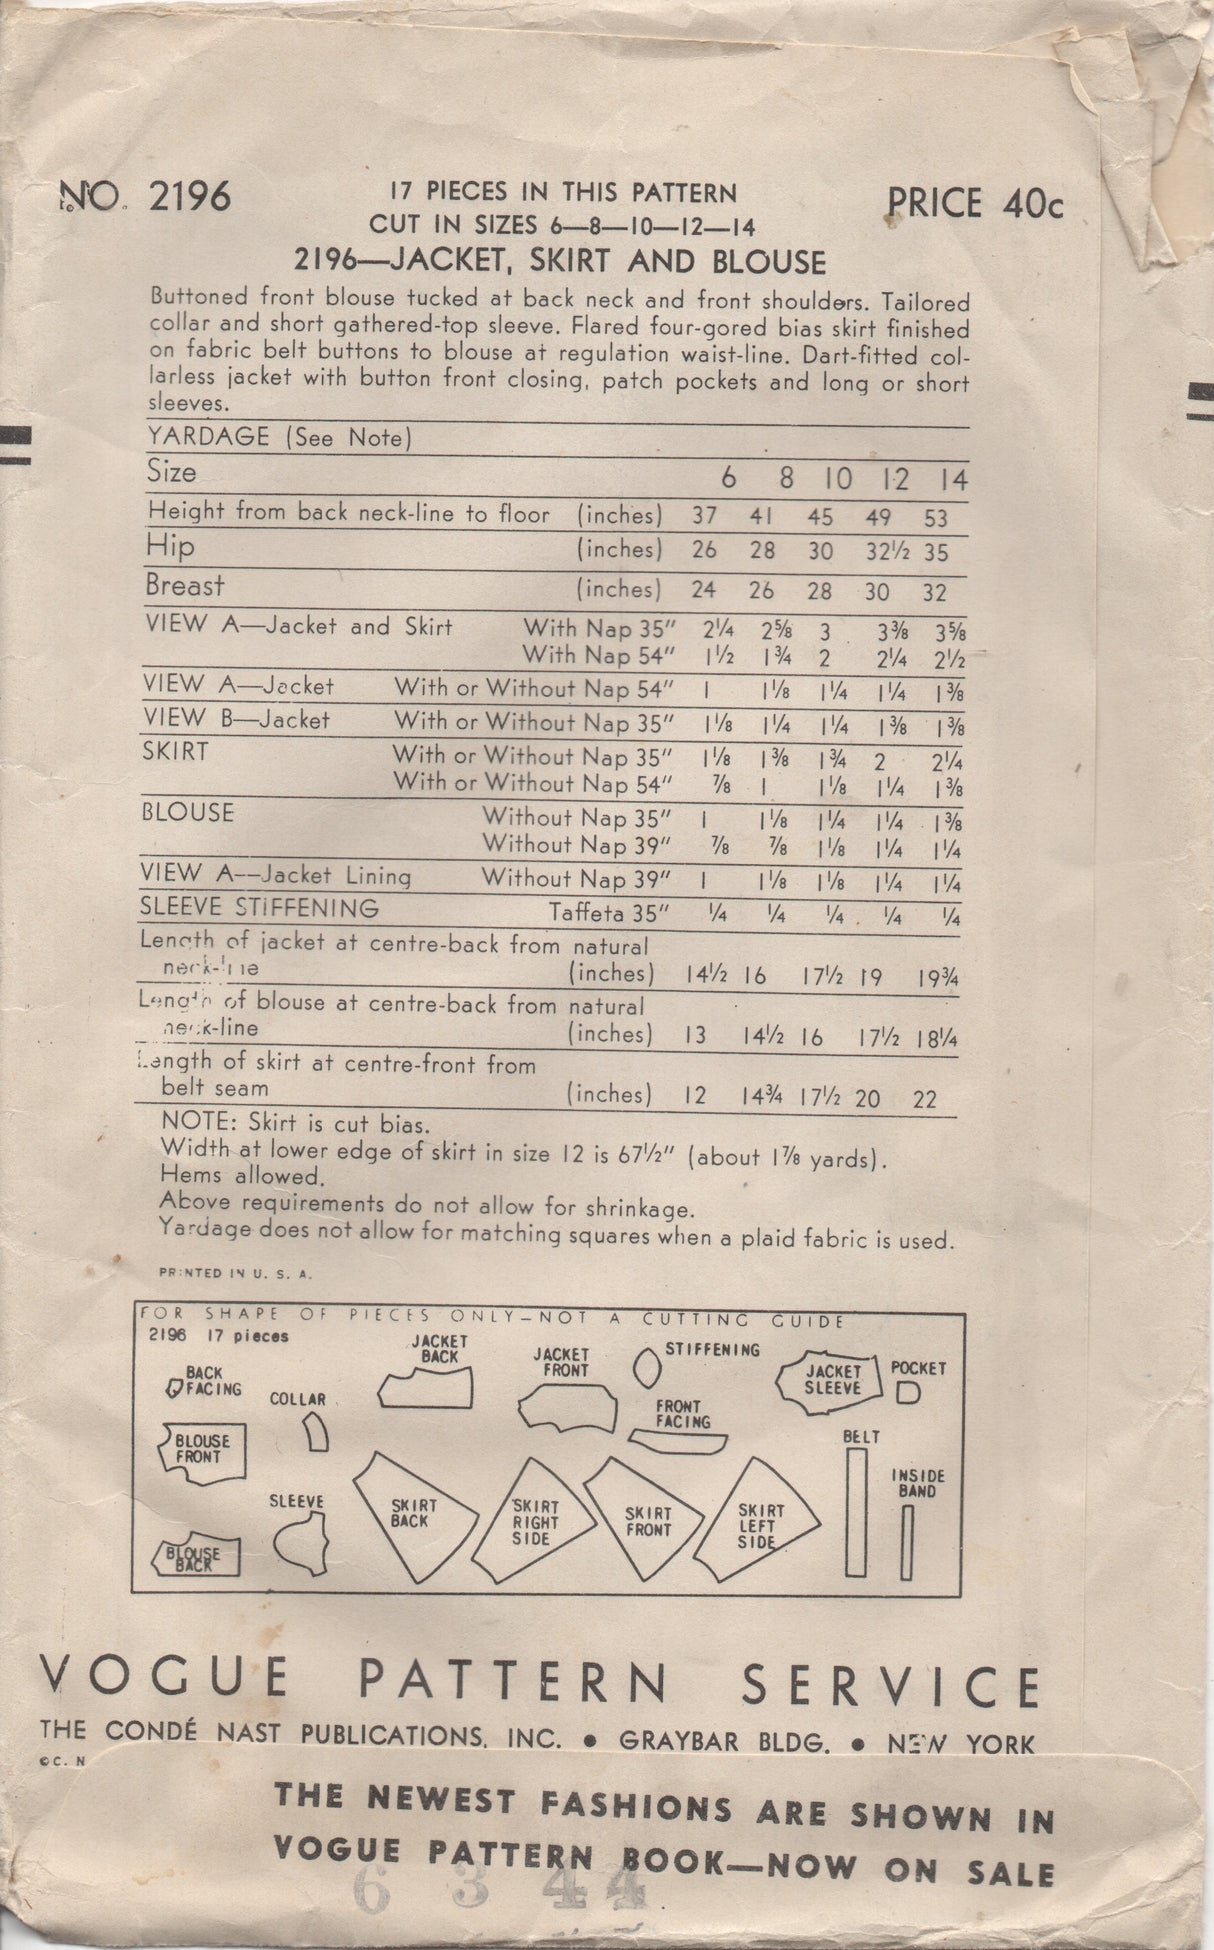 NO. 2196
17 PIECES IN THIS PATTERN
CUT IN SIZES 6—8—10—12—14
PRICE 40c
2196—JACKET, SKIRT AND BLOUSE
Buttoned front blouse tucked at back neck and front shoulders. Tailored
collar and short gathered-top sleeve. Flared four-gored bias skirt finished
on fabric belt buttons to blouse at regulation waist-line. Dart-fitted col-
larless jacket with button front closing, patch pockets and long or short
sleeves.
YARDAGE (See Note)
Size 6 8 10 12 14
Height from back neck-line to floor (inches) 37 41 45 49 53
Hip (inches) 26 28 30 32½ 35
Breast (inches) 24 26 28 30 32
VIEW A—Jacket and Skirt With Nap 35" 2¼ 2⅝ 3 3⅜ 3⅝
With Nap 54" 1½ 1¾ 2 2¼ 2½
VIEW A—Jacket With or Without Nap 54" 1 1⅛ 1¼ 1¼ 1⅜
VIEW B—Jacket With or Without Nap 35" 1⅛ 1¼ 1¼ 1⅜ 1⅜
SKIRT With or Without Nap 35" 1⅛ 1⅜ 1¾ 2 2¼
With or Without Nap 54" ⅞ 1 1⅛ 1¼ 1⅜
BLOUSE Without Nap 35" 1 1⅛ 1¼ 1¼ 1⅜
Without Nap 39" ⅞ ⅞ 1⅛ 1¼ 1¼
VIEW A—Jacket Lining Without Nap 39" 1 1⅛ 1⅛ 1¼ 1¼
SLEEVE STIFFENING Taffeta 35" ¼ ¼ ¼ ¼ ¼
Length of jacket at centre-back from natural
neck-line (inches) 14½ 16 17½ 19 19¾
Length of blouse at centre-back from natural
neck-line (inches) 13 14½ 16 17½ 18¼
Length of skirt at centre-front from
belt seam (inches) 12 14¾ 17½ 20 22
NOTE: Skirt is cut bias.
Width at lower edge of skirt in size 12 is 67½" (about 1⅞ yards).
Hems allowed.
Above requirements do not allow for shrinkage.
Yardage does not allow for matching squares when a plaid fabric is used.
PRINTED IN U. S. A.
FOR SHAPE OF PIECES ONLY—NOT A CUTTING GUIDE
2196 17 pieces
BACK
FACING
COLLAR
JACKET
BACK
JACKET
FRONT
STIFFENING
FRONT
FACING
JACKET
SLEEVE
POCKET
BLOUSE
FRONT
SLEEVE
BLOUSE
BACK
SKIRT
BACK
SKIRT
RIGHT
SIDE
SKIRT
FRONT
SKIRT
LEFT
SIDE
BELT
INSIDE
BAND
VOGUE PATTERN SERVICE
THE CONDÉ NAST PUBLICATIONS, INC. • GRAYBAR BLDG. • NEW YORK
©C. N
THE NEWEST FASHIONS ARE SHOWN IN
VOGUE PATTERN BOOK—NOW ON SALE
6 3 44